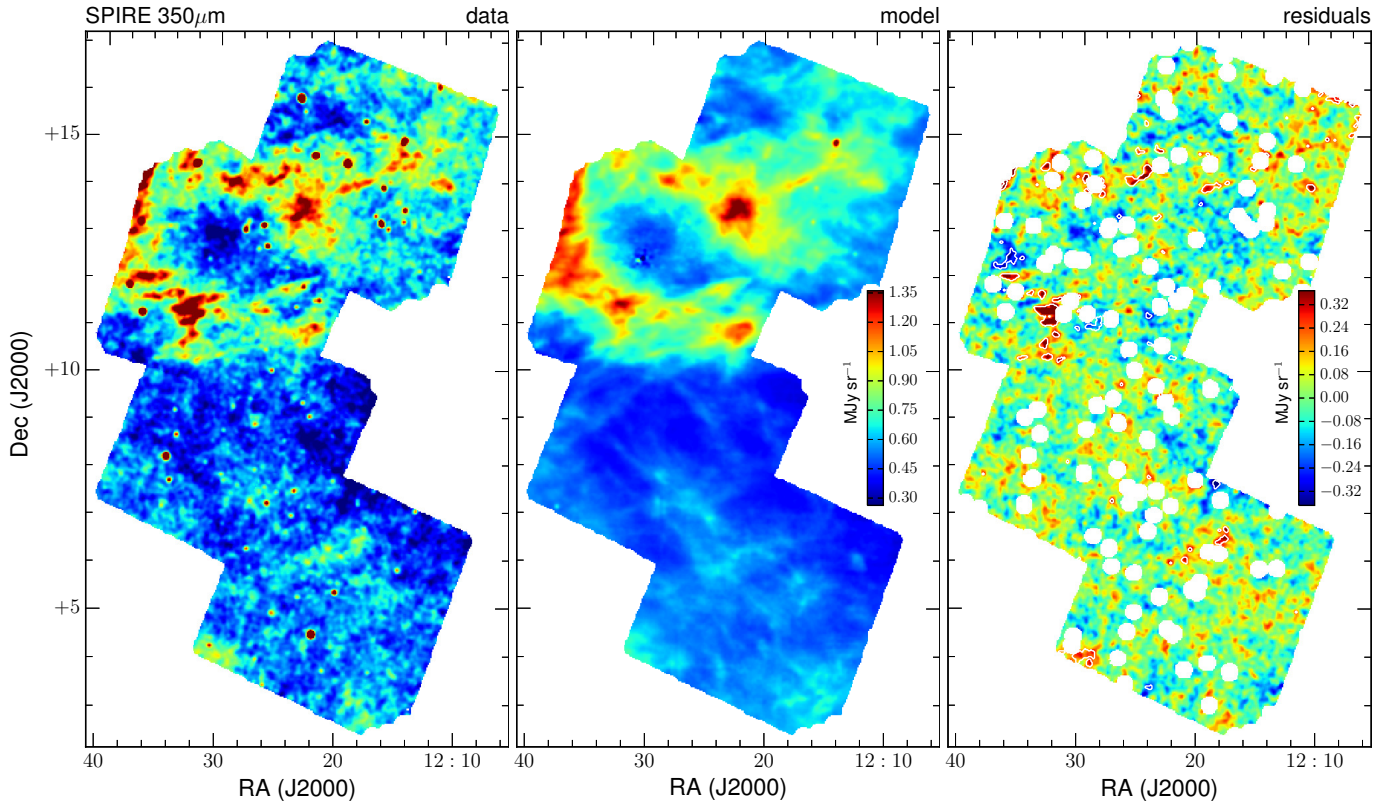 SPIRE 350μm data
model
residuals
+15
+10
+5
Dec (J2000)
1.35
1.20
1.05
0.90
0.75
0.60
0.45
0.30
MJy sr⁻¹
0.32
0.24
0.16
0.08
0.00
−0.08
−0.16
−0.24
−0.32
MJy sr⁻¹
40 30 20 12 : 10
40 30 20 12 : 10
40 30 20 12 : 10
RA (J2000)
RA (J2000)
RA (J2000)